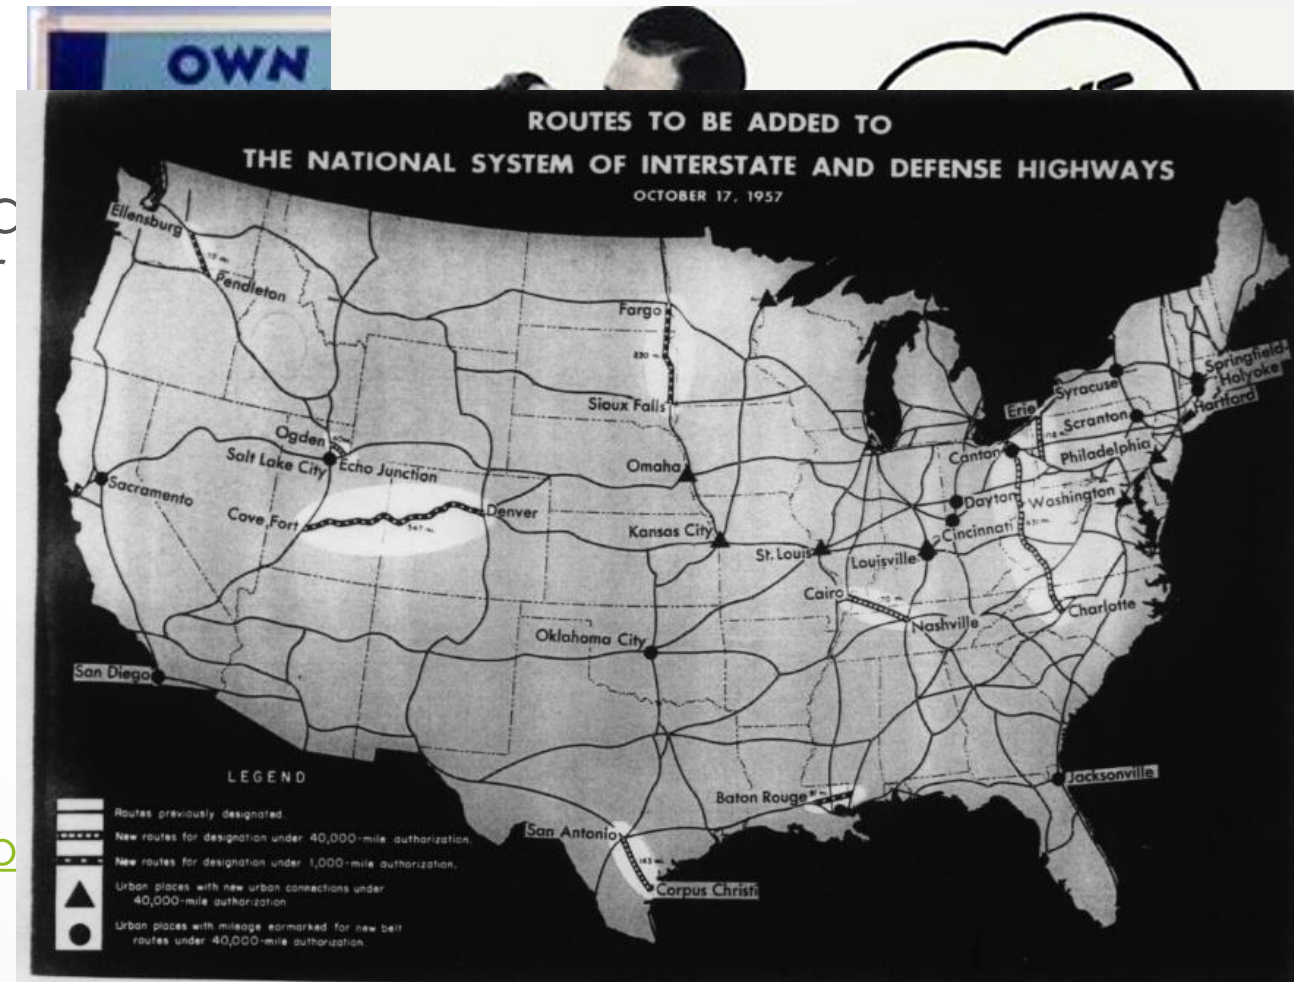 OWN
ROUTES TO BE ADDED TO
THE NATIONAL SYSTEM OF INTERSTATE AND DEFENSE HIGHWAYS
OCTOBER 17, 1957
Ellensburg
Pendleton
Fargo
Sioux Falls
Springfield
Holyoke
Hartford
Syracuse
Erie
Scranton
Canton
Philadelphia
Ogden
Salt Lake City
Echo Junction
Omaha
Sacramento
Cove Fort
Denver
Kansas City
Dayton
Washington
Cincinnati
St. Louis
Louisville
Cairo
70 mi.
Charlotte
Nashville
Oklahoma City
San Diego
Jacksonville
Baton Rouge
San Antonio
Corpus Christi
LEGEND
Routes previously designated.
New routes for designation under 40,000-mile authorization.
New routes for designation under 1,000-mile authorization.
Urban places with new urban connections under
40,000-mile authorization
Urban places with mileage earmarked for new belt
routes under 40,000-mile authorization.